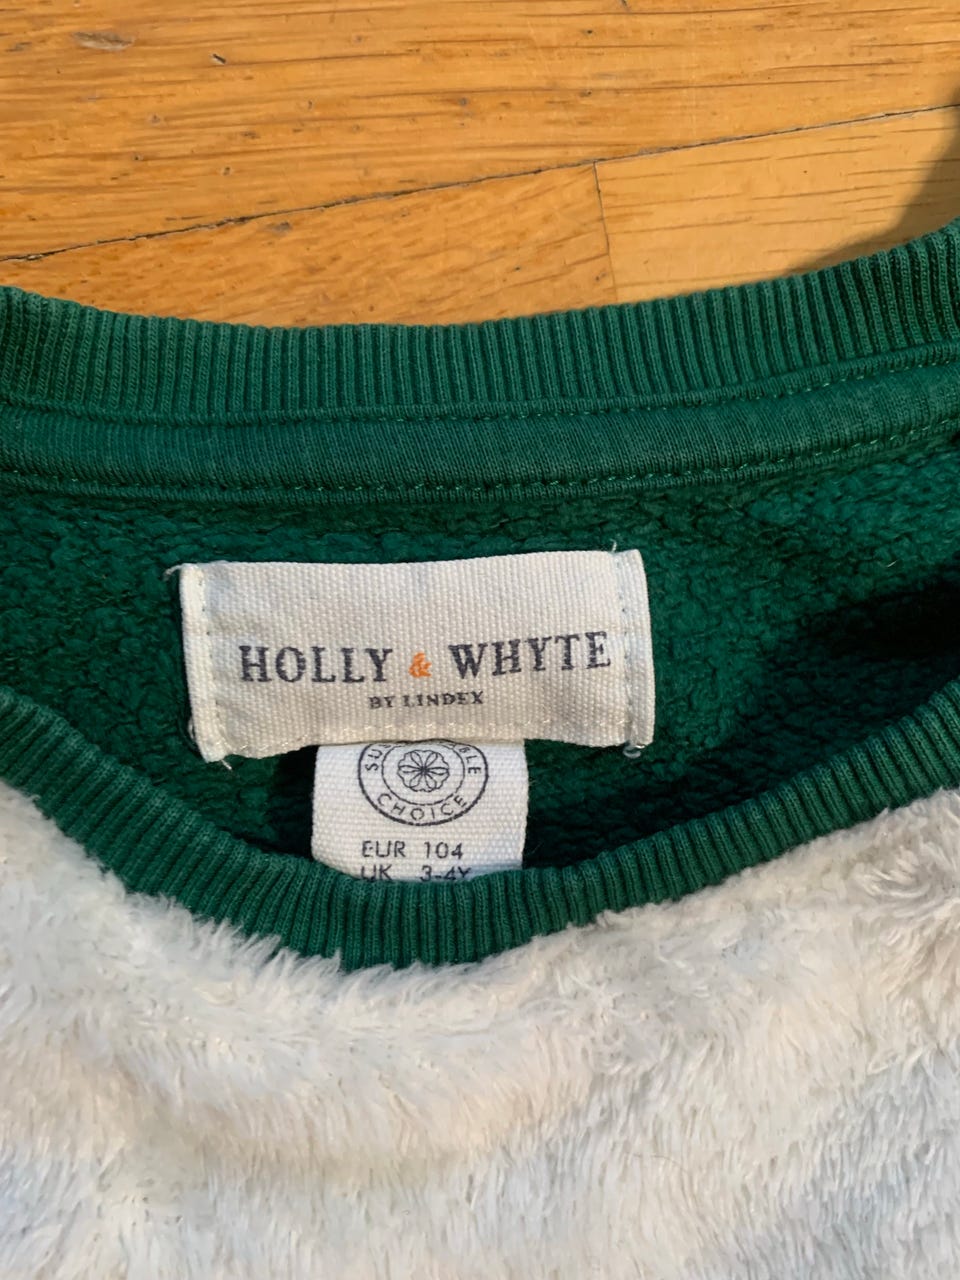 HOLLY & WHYTE
BY LINDEX
CHOICE
EUR 104
UK 3-4Y